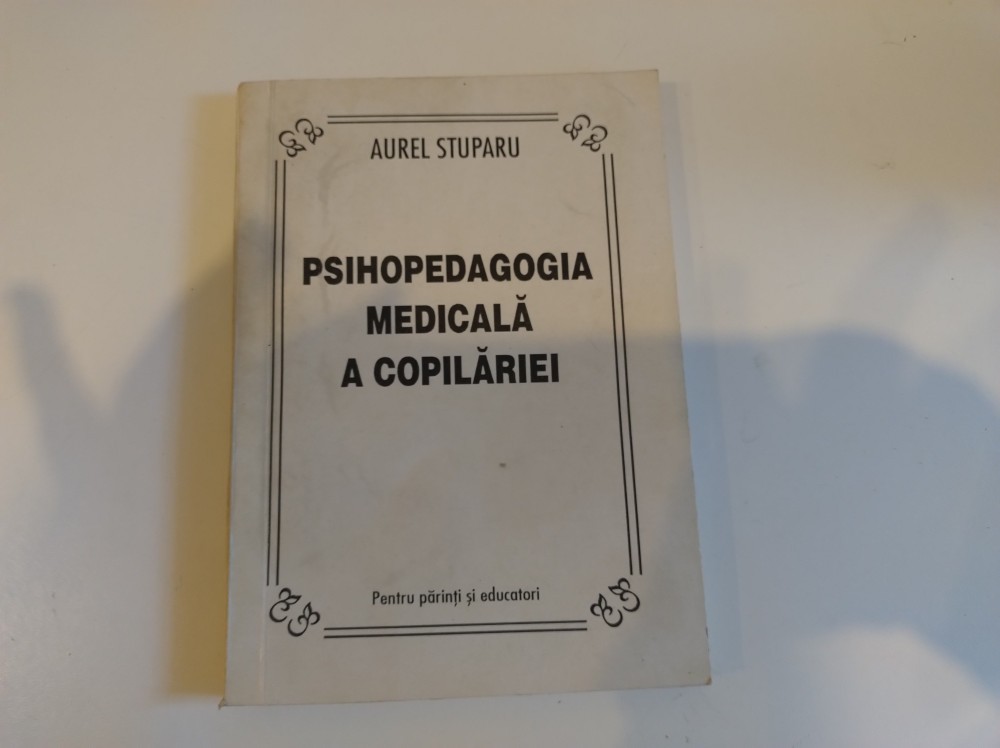 AUREL STUPARU
PSIHOPEDAGOGIA
MEDICALĂ
A COPILĂRIEI
Pentru părinți și educatori